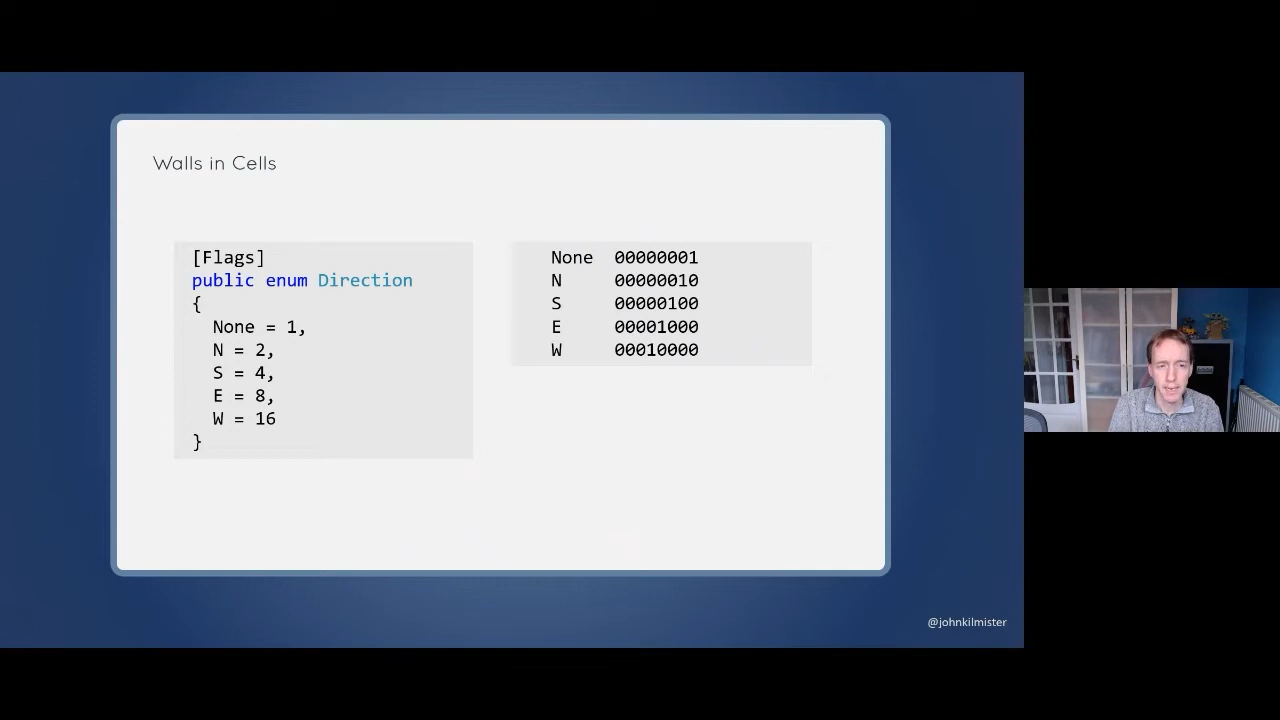 Walls in Cells
[Flags]
public enum Direction
{
None = 1,
N = 2,
S = 4,
E = 8,
W = 16
}
None 00000001
N 00000010
S 00000100
E 00001000
W 00010000
@johnkilmister